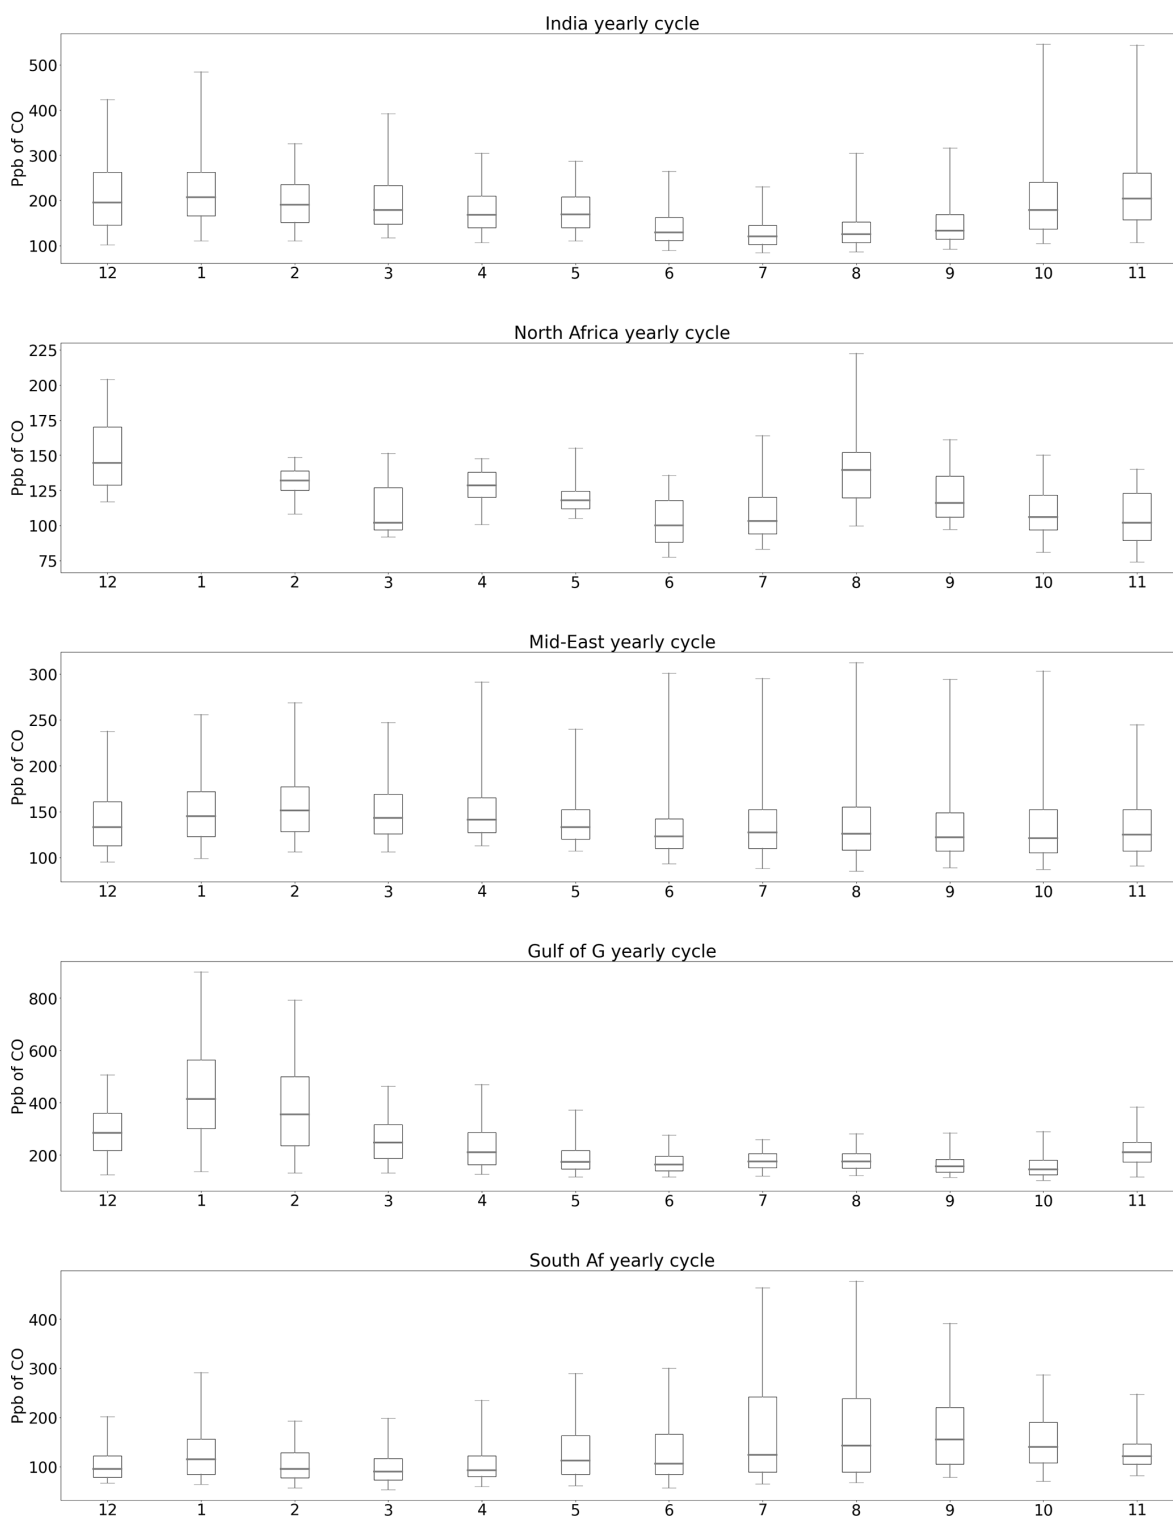 India yearly cycle
Ppb of CO
500
400
300
200
100
12 1 2 3 4 5 6 7 8 9 10 11
North Africa yearly cycle
Ppb of CO
225
200
175
150
125
100
75
12 1 2 3 4 5 6 7 8 9 10 11
Mid-East yearly cycle
Ppb of CO
300
250
200
150
100
12 1 2 3 4 5 6 7 8 9 10 11
Gulf of G yearly cycle
Ppb of CO
800
600
400
200
12 1 2 3 4 5 6 7 8 9 10 11
South Af yearly cycle
Ppb of CO
400
300
200
100
12 1 2 3 4 5 6 7 8 9 10 11